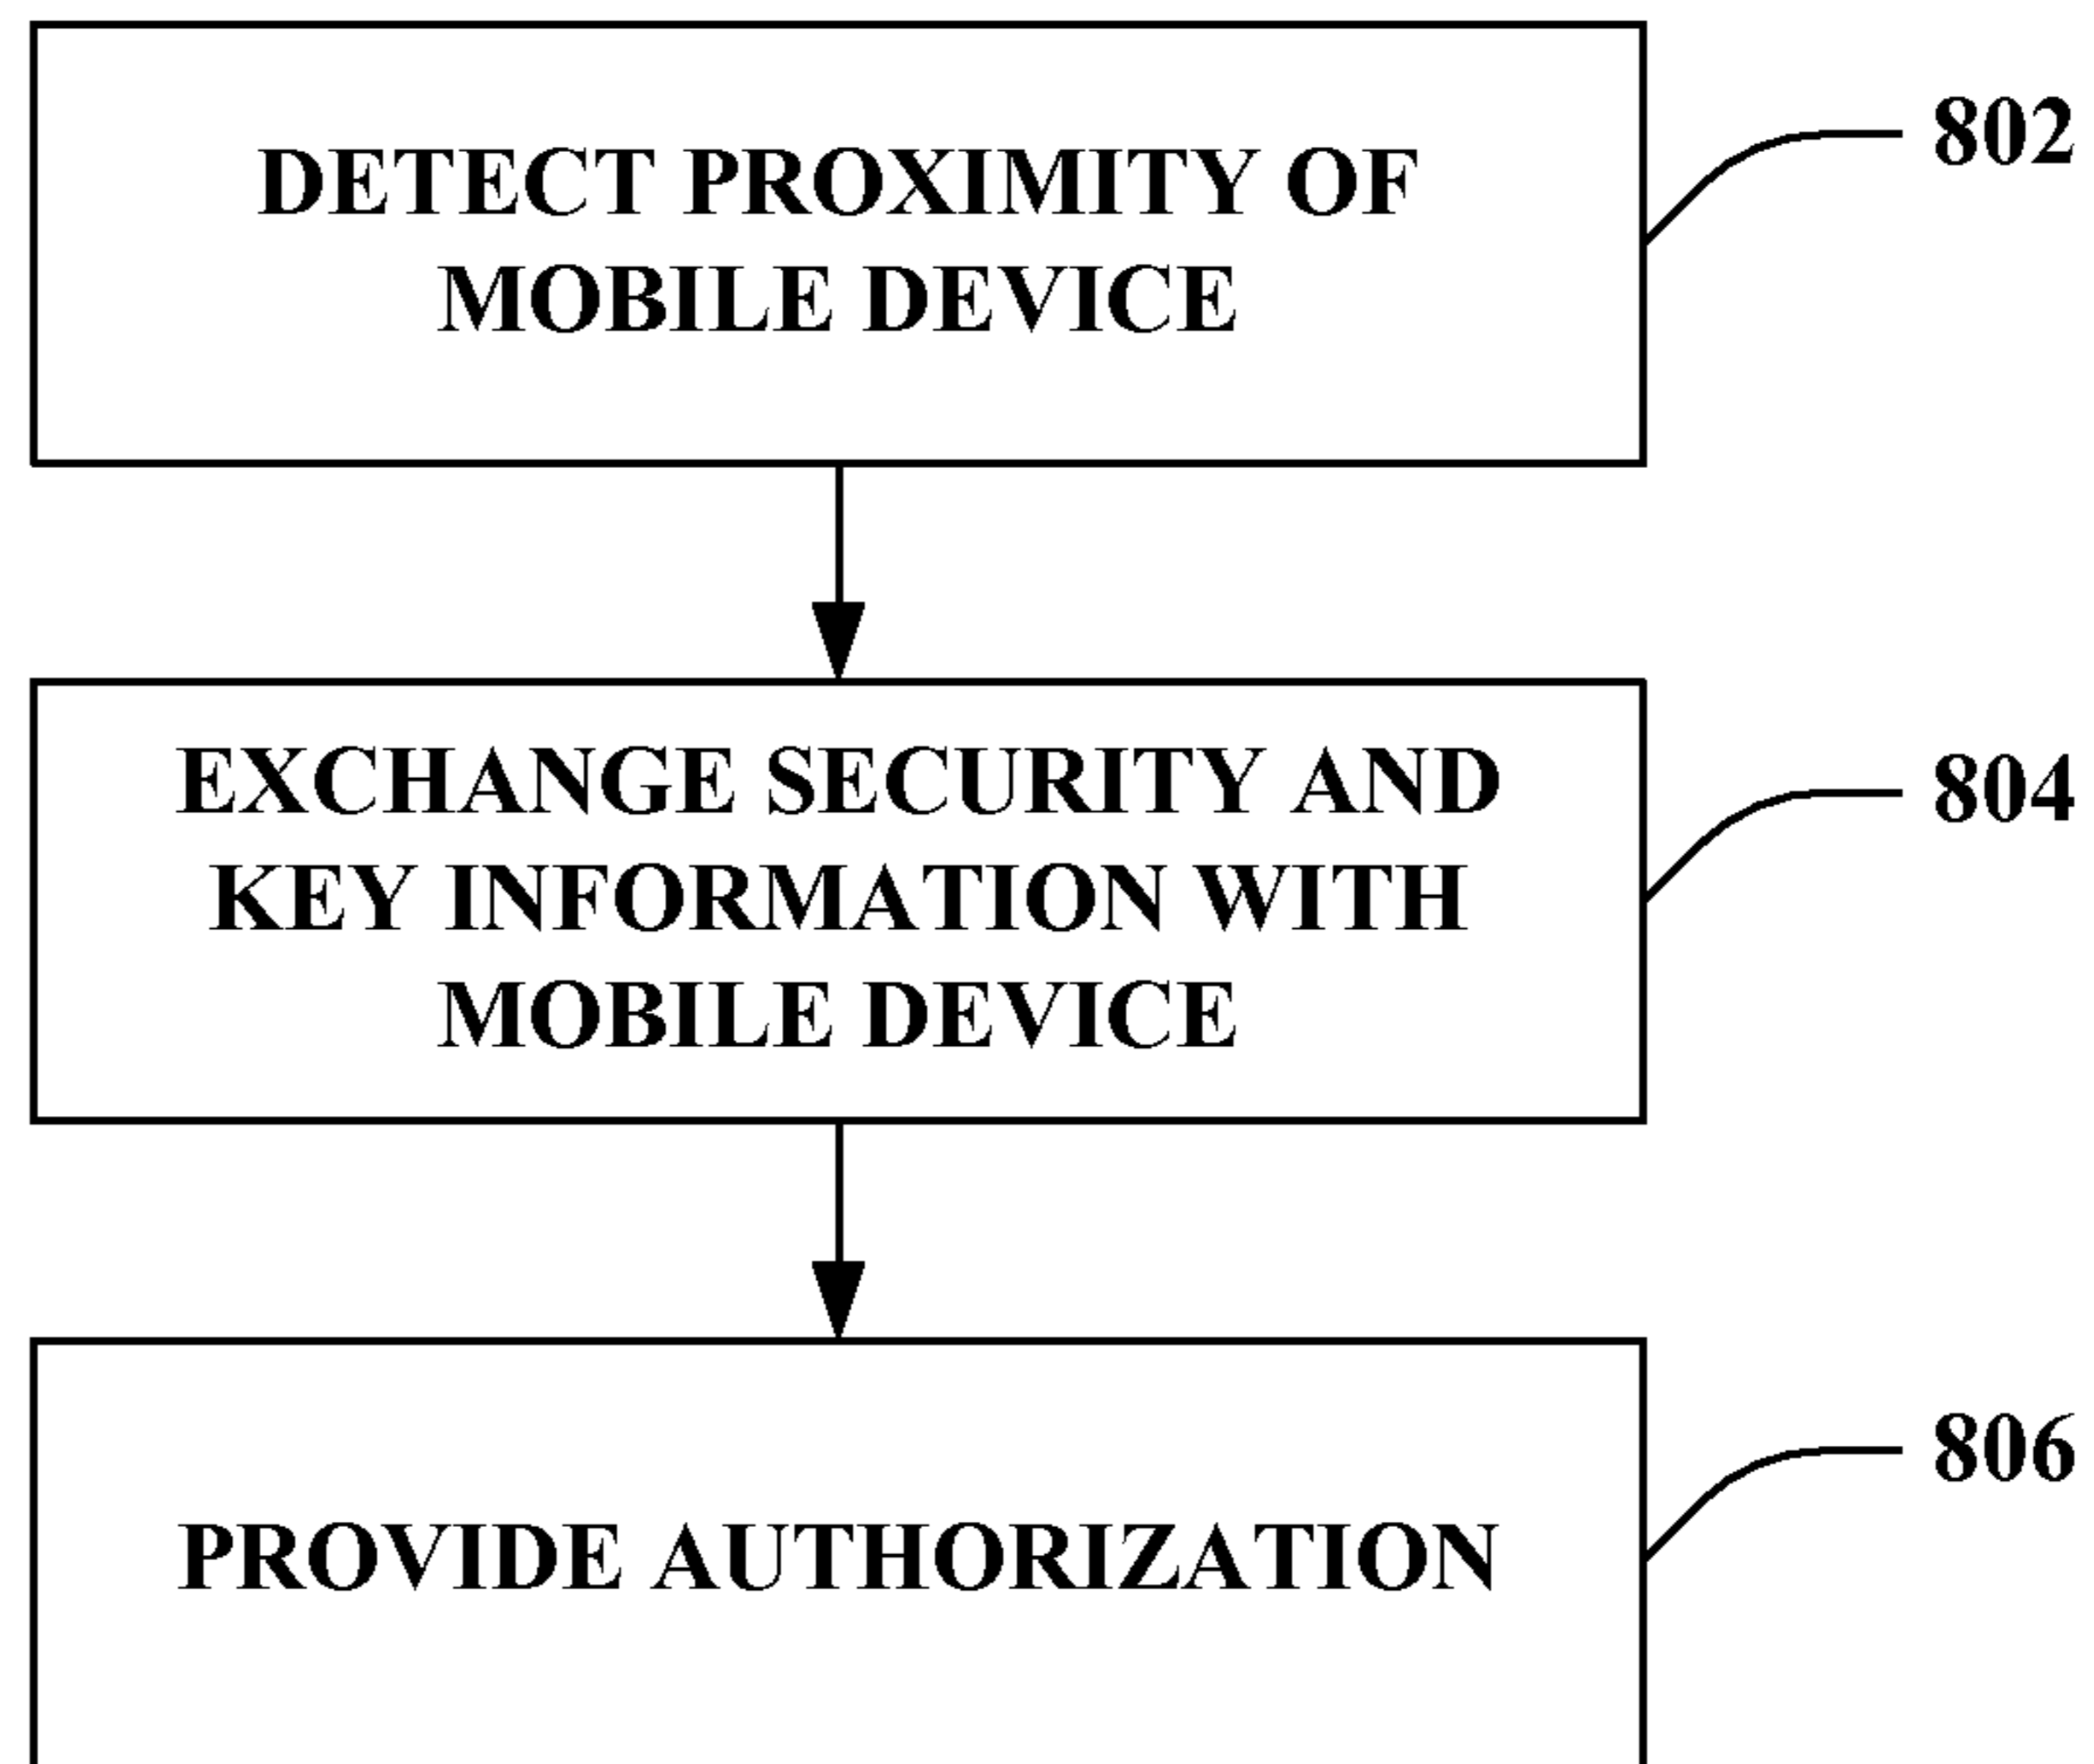 DETECT PROXIMITY OF
MOBILE DEVICE
802
EXCHANGE SECURITY AND
KEY INFORMATION WITH
MOBILE DEVICE
804
PROVIDE AUTHORIZATION
806